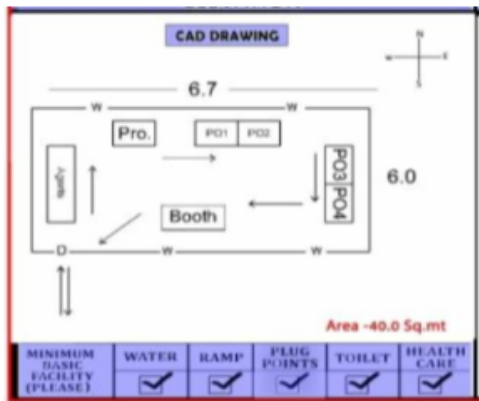 CAD DRAWING
N
E
S
6.7
W W
Pro.
PO1 PO2
Agents
PO3
PO4
6.0
Booth
D W W
Area -40.0 Sq.mt
MINIMUM BASIC FACILITY (PLEASE)
WATER
RAMP
PLUG POINTS
TOILET
HEALTH CARE